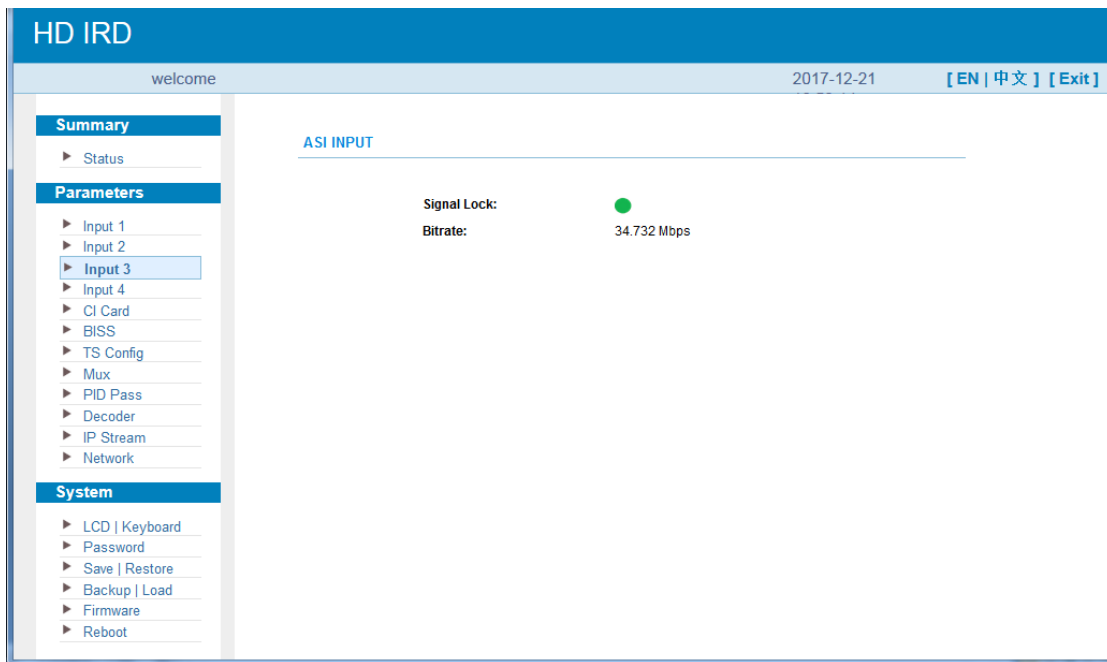 HD IRD
welcome 2017-12-21 [ EN | 中文 ] [ Exit ]
Summary
Status
Parameters
Input 1
Input 2
Input 3
Input 4
CI Card
BISS
TS Config
Mux
PID Pass
Decoder
IP Stream
Network
System
LCD | Keyboard
Password
Save | Restore
Backup | Load
Firmware
Reboot
ASI INPUT
Signal Lock:
Bitrate: 34.732 Mbps